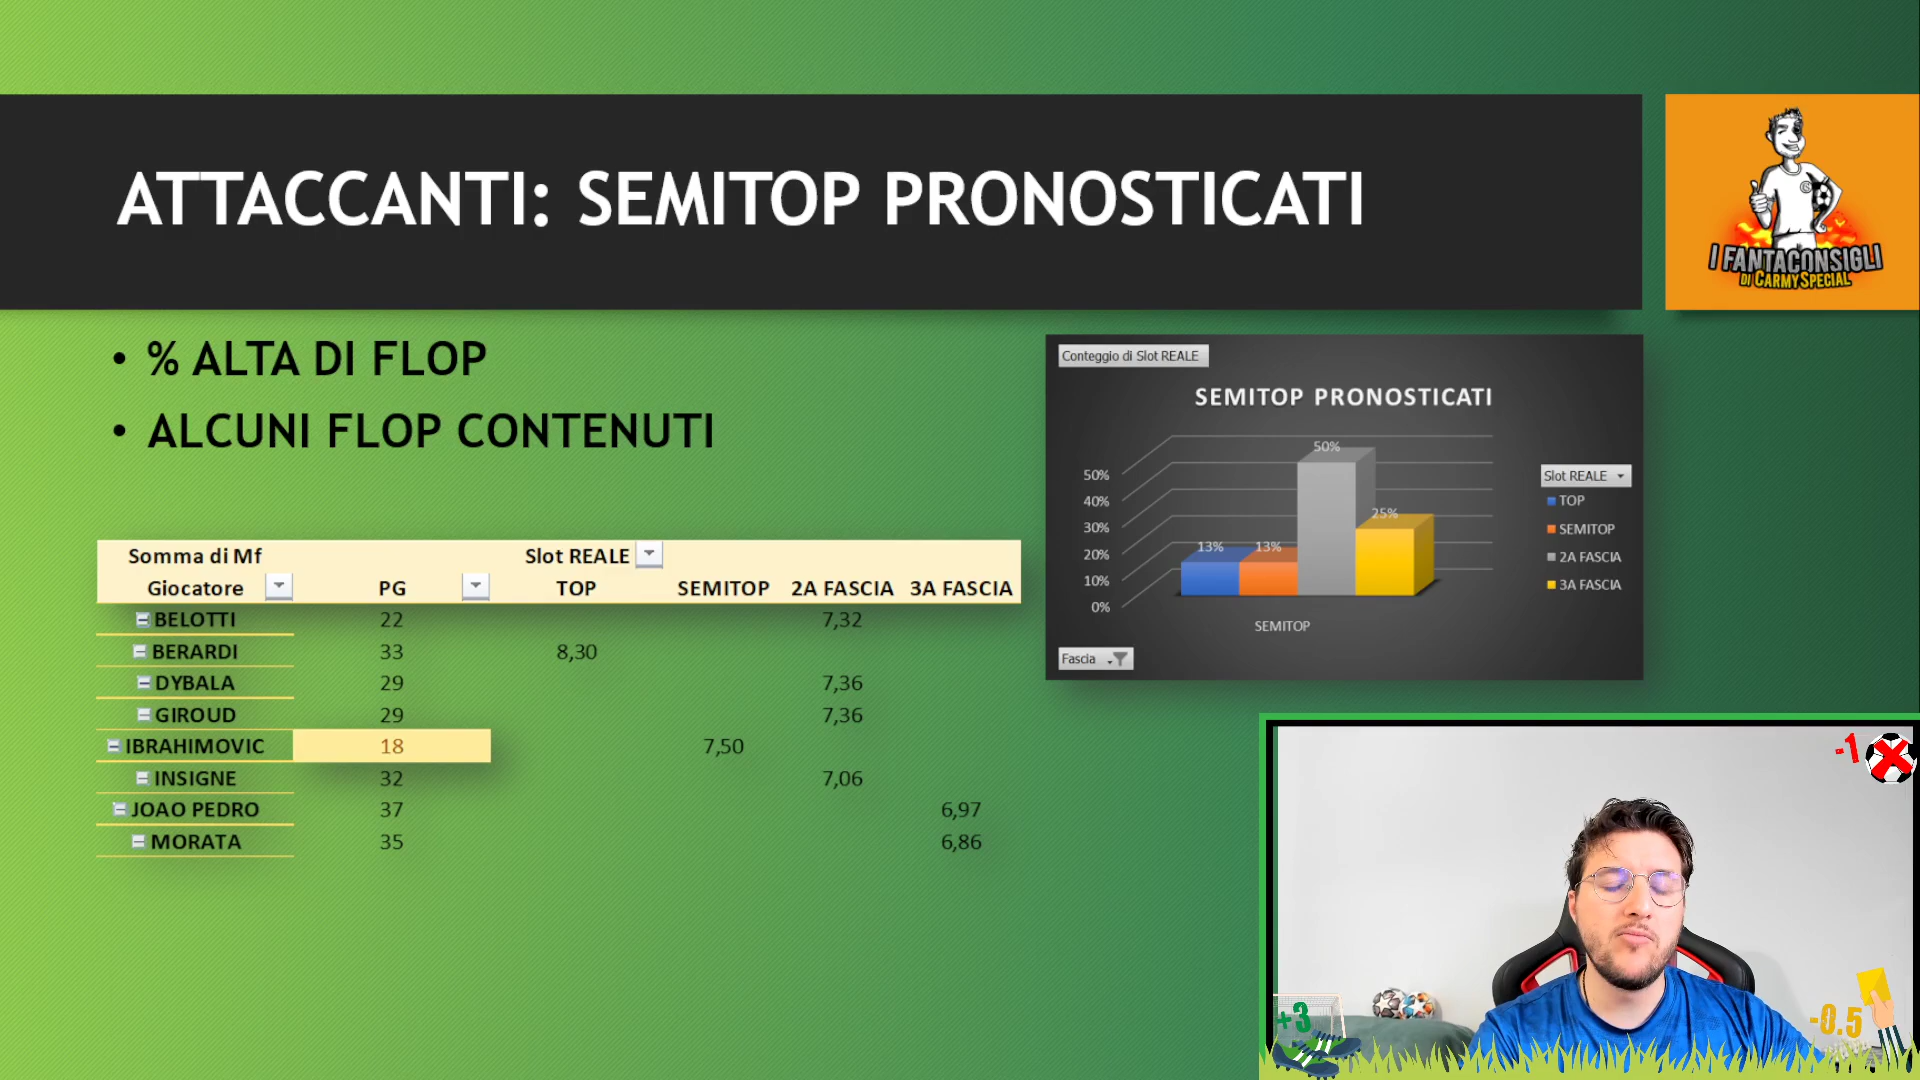 ATTACCANTI: SEMITOP PRONOSTICATI
I FANTACONSIGLI
DI CARMYSPECIAL
• % ALTA DI FLOP
• ALCUNI FLOP CONTENUTI
Somma di Mf Slot REALE
Giocatore PG TOP SEMITOP 2A FASCIA 3A FASCIA
BELOTTI 22 7,32
BERARDI 33 8,30
DYBALA 29 7,36
GIROUD 29 7,36
IBRAHIMOVIC 18 7,50
INSIGNE 32 7,06
JOAO PEDRO 37 6,97
MORATA 35 6,86
Conteggio di Slot REALE
SEMITOP PRONOSTICATI
50%
40%
30%
20%
10%
0%
13%
13%
50%
25%
SEMITOP
Slot REALE
TOP
SEMITOP
2A FASCIA
3A FASCIA
Fascia
-1
+3
-0.5